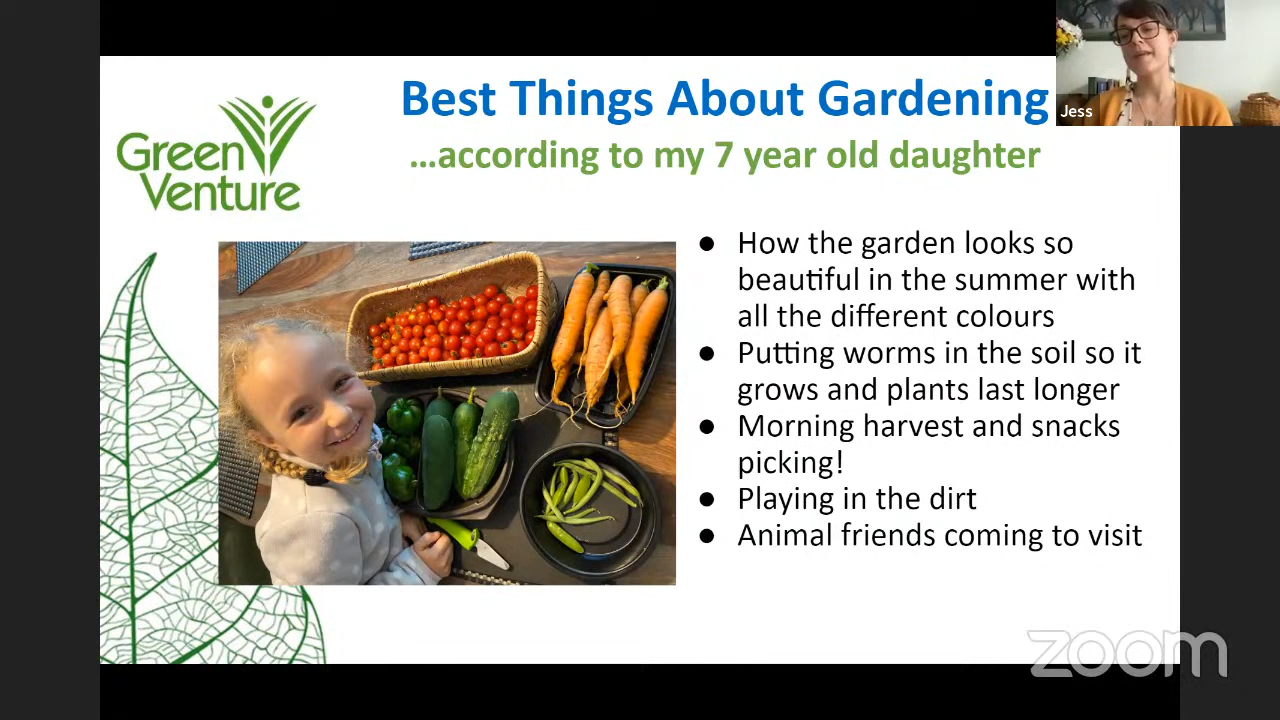 Best Things About Gardening
Jess
...according to my 7 year old daughter
Green
Venture
● How the garden looks so
beautiful in the summer with
all the different colours
● Putting worms in the soil so it
grows and plants last longer
● Morning harvest and snacks
picking!
● Playing in the dirt
● Animal friends coming to visit
zoom